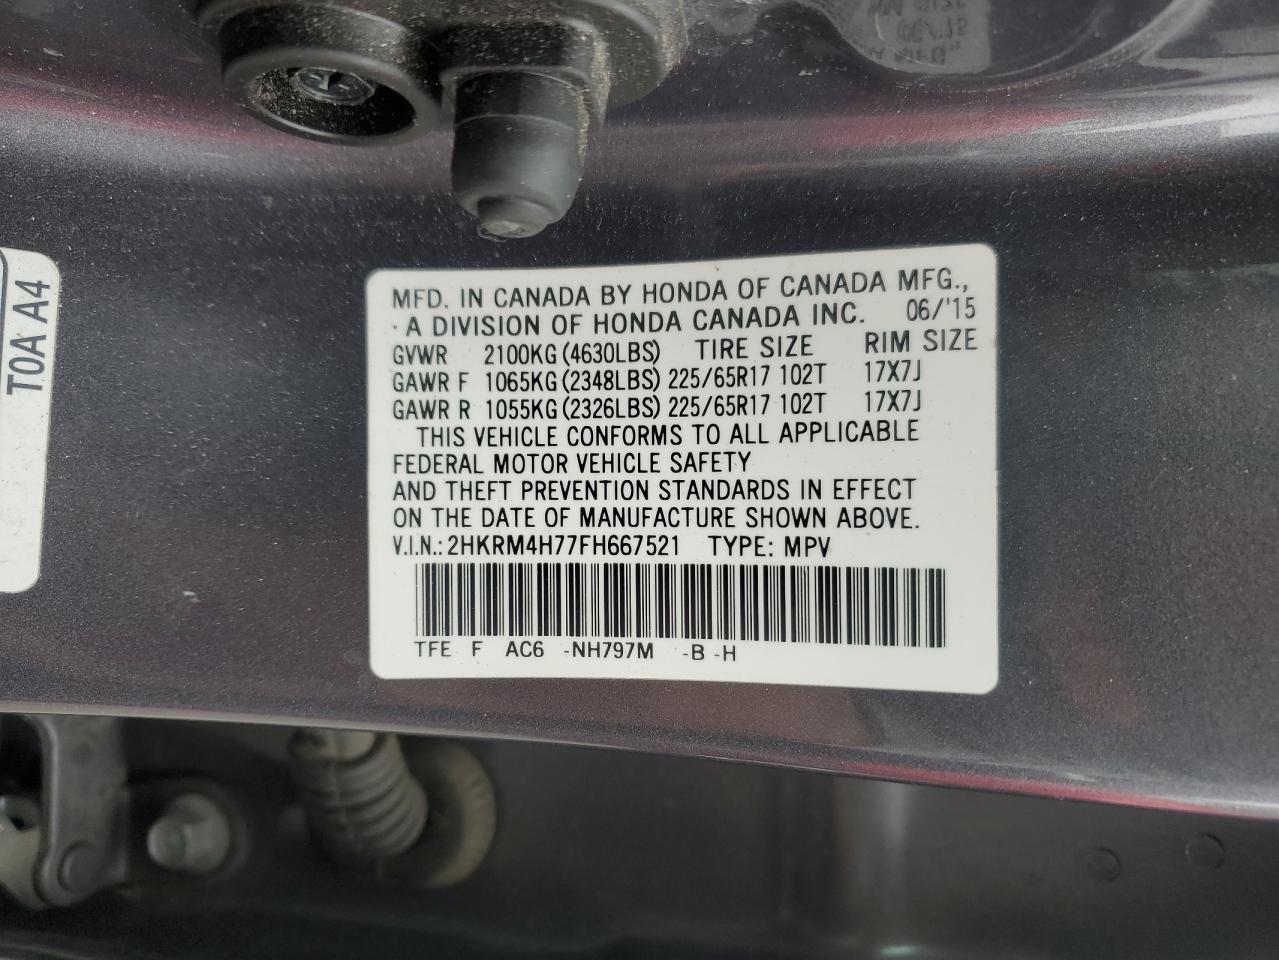 MFD. IN CANADA BY HONDA OF CANADA MFG.,
A DIVISION OF HONDA CANADA INC. 06/'15
GVWR 2100KG (4630LBS) TIRE SIZE RIM SIZE
GAWR F 1065KG (2348LBS) 225/65R17 102T 17X7J
GAWR R 1055KG (2326LBS) 225/65R17 102T 17X7J
THIS VEHICLE CONFORMS TO ALL APPLICABLE
FEDERAL MOTOR VEHICLE SAFETY
AND THEFT PREVENTION STANDARDS IN EFFECT
ON THE DATE OF MANUFACTURE SHOWN ABOVE.
V.I.N.: 2HKRM4H77FH667521 TYPE: MPV
TFE F AC6 -NH797M -B -H
T0A A4